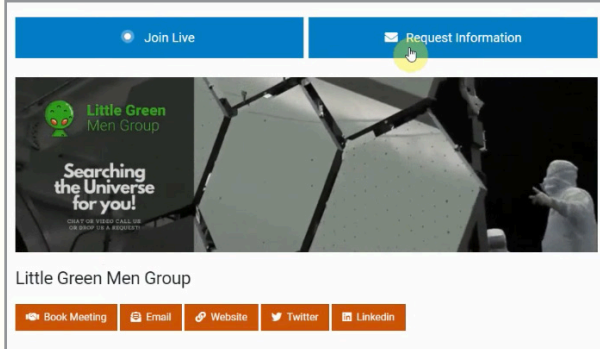 Join Live
Request Information
Little Green
Men Group
Searching
the Universe
for you!
CHAT OR VIDEO CALL US
OR DROP US A REQUEST!
Little Green Men Group
Book Meeting
Email
Website
Twitter
Linkedin